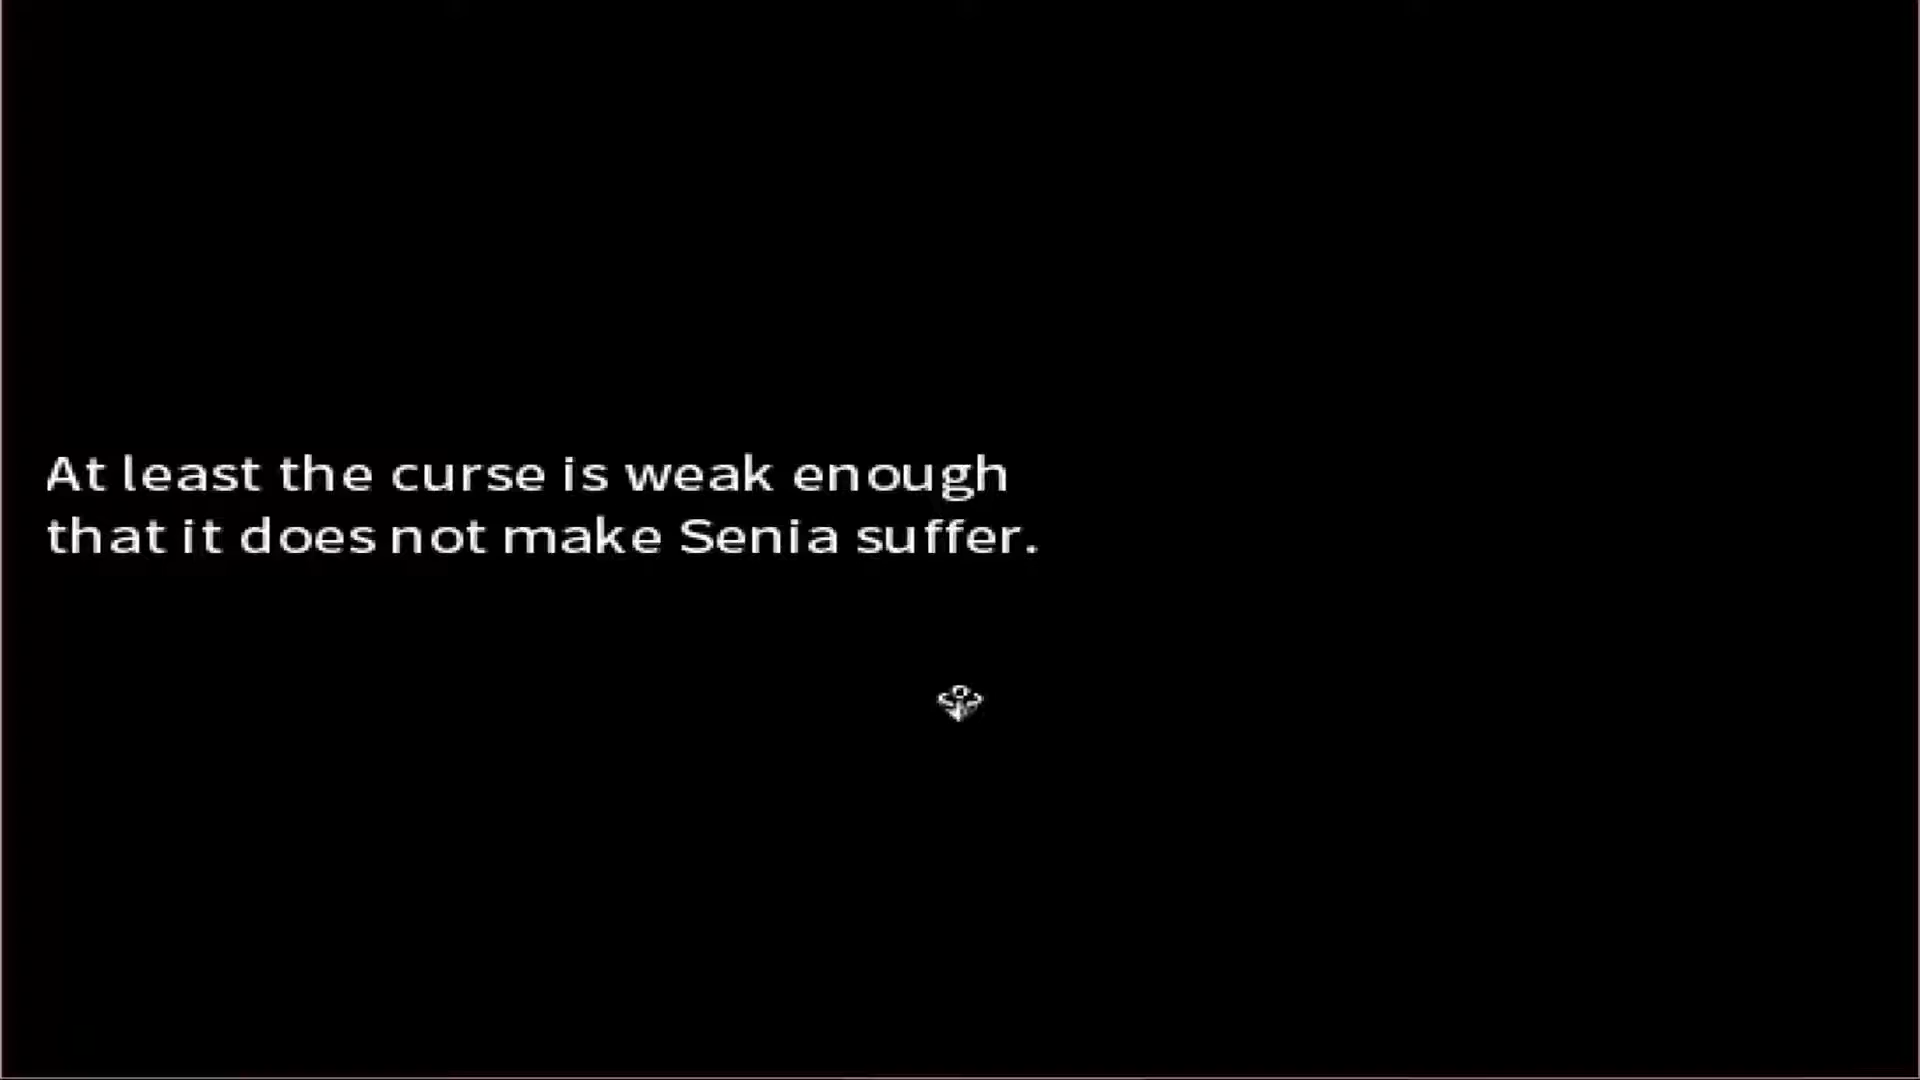 At least the curse is weak enough
that it does not make Senia suffer.